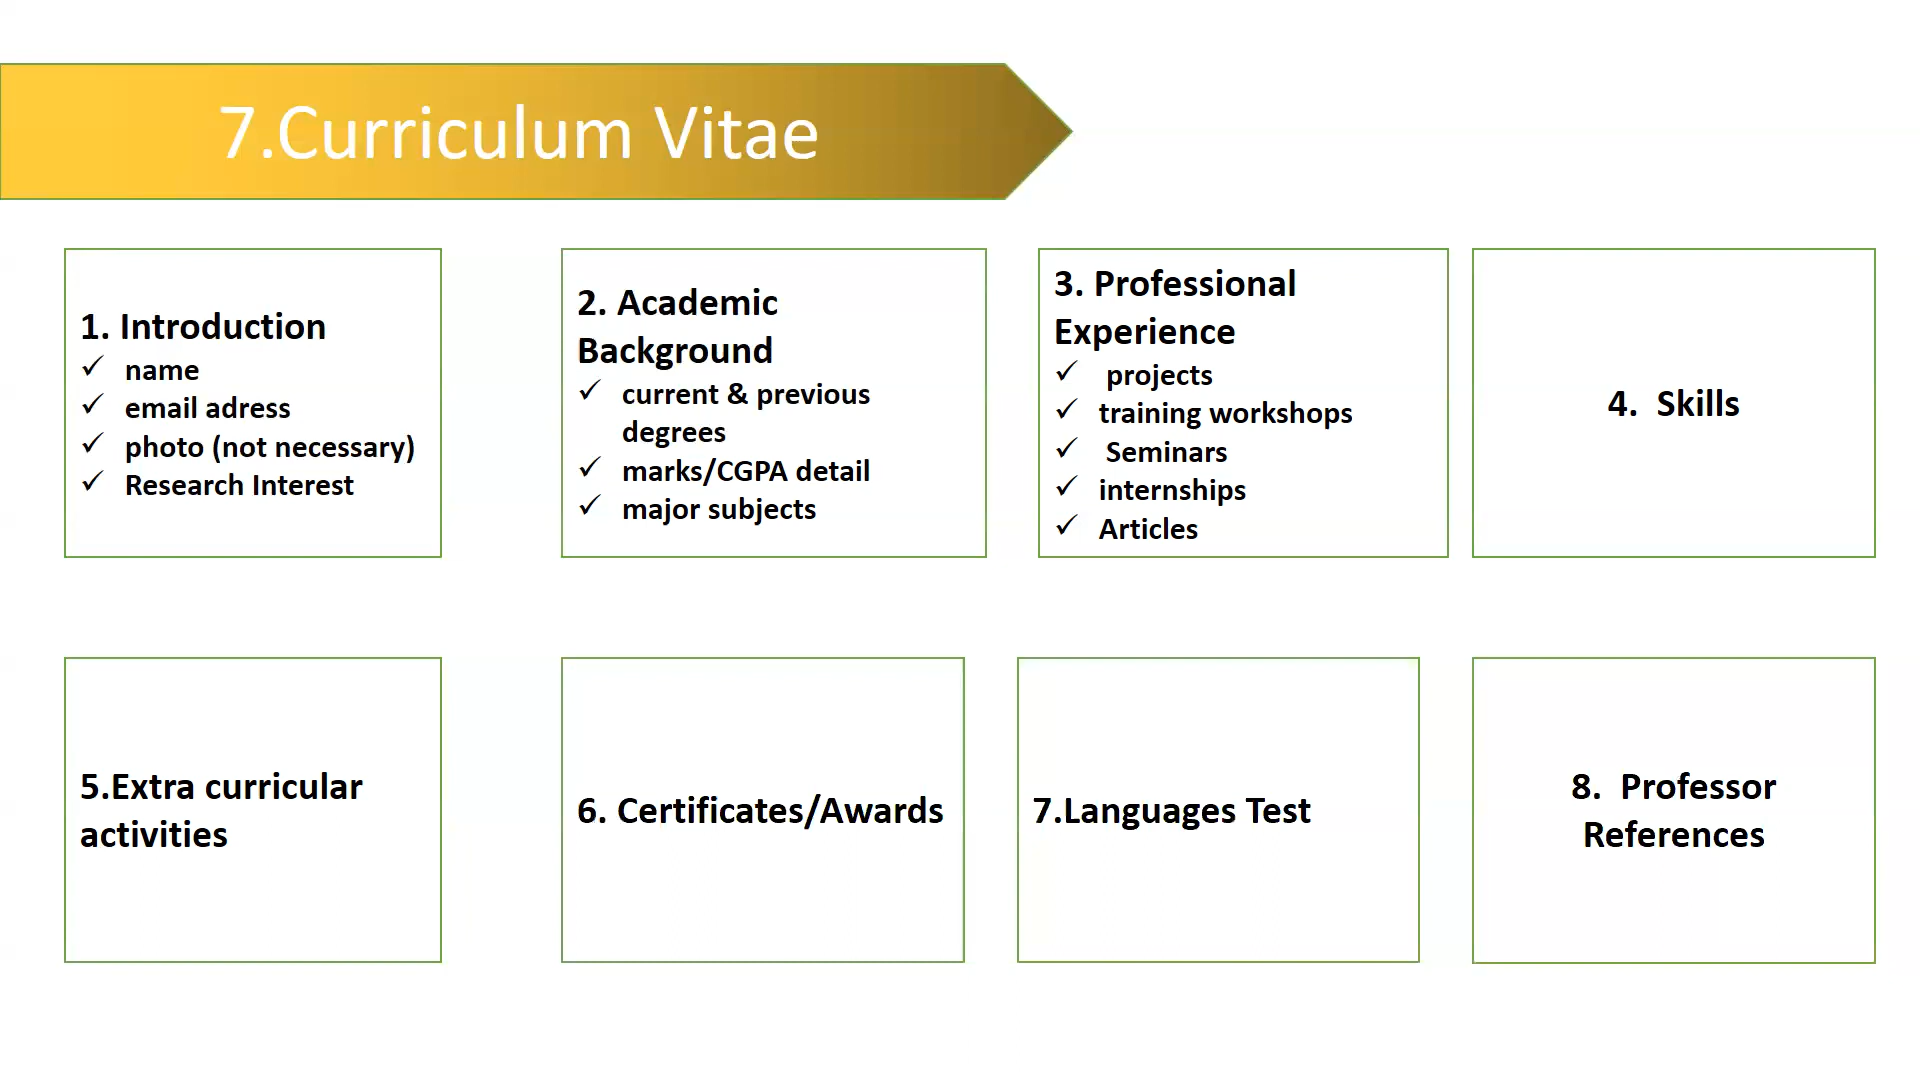 7.Curriculum Vitae
1. Introduction
✓ name
✓ email adress
✓ photo (not necessary)
✓ Research Interest
2. Academic
Background
✓ current & previous
degrees
✓ marks/CGPA detail
✓ major subjects
3. Professional
Experience
✓ projects
✓ training workshops
✓ Seminars
✓ internships
✓ Articles
4. Skills
5.Extra curricular
activities
6. Certificates/Awards
7.Languages Test
8. Professor
References